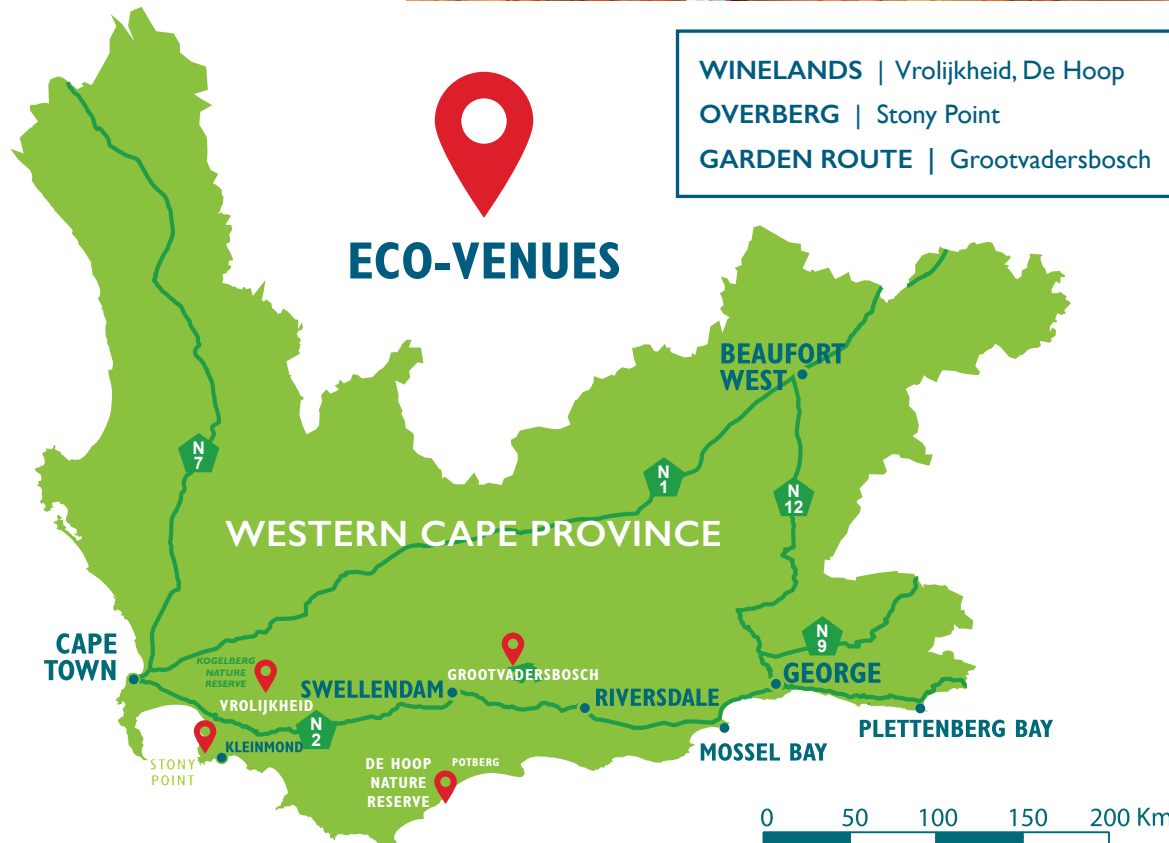 WINELANDS | Vrolijkheid, De Hoop
OVERBERG | Stony Point
GARDEN ROUTE | Grootvadersbosch
ECO-VENUES
BEAUFORT
WEST
N
7
N
1
N
12
WESTERN CAPE PROVINCE
N
9
CAPE
TOWN
KOGELBERG
NATURE
RESERVE
VROLIJKHEID
SWELLENDAM
GROOTVADERSBOSCH
RIVERSDALE
GEORGE
PLETTENBERG BAY
MOSSEL BAY
N
2
KLEINMOND
STONY
POINT
DE HOOP
NATURE
RESERVE
POTBERG
0 50 100 150 200 Km